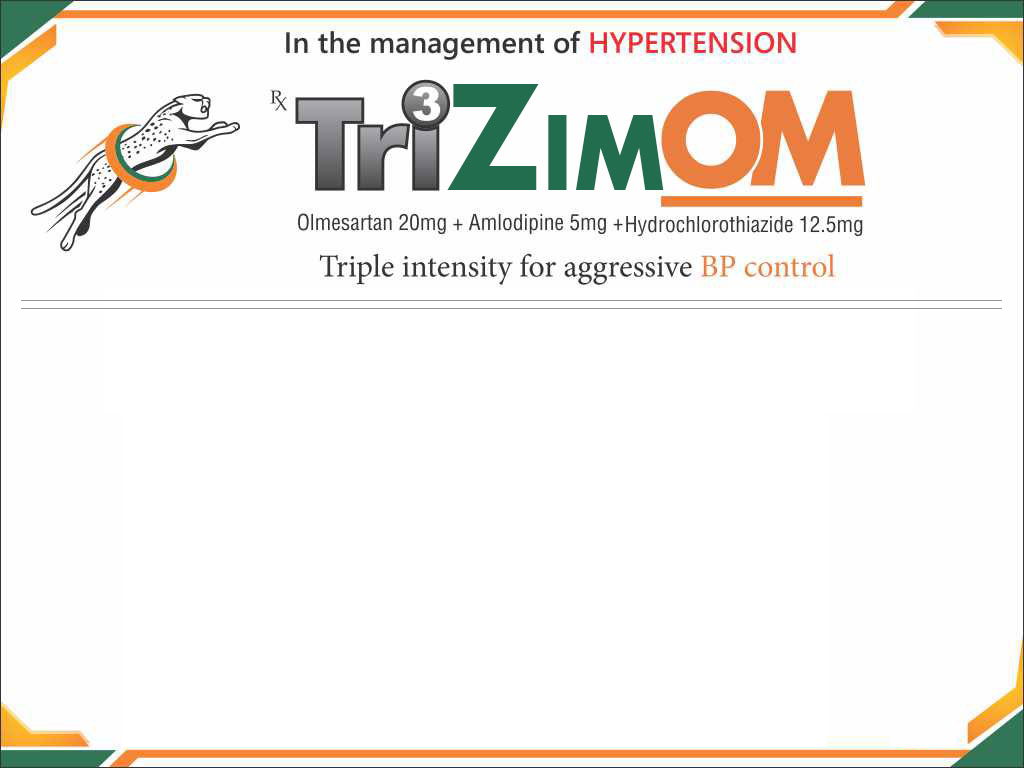 In the management of HYPERTENSION
Rx Tri3ZIMOM
Olmesartan 20mg + Amlodipine 5mg +Hydrochlorothiazide 12.5mg
Triple intensity for aggressive BP control